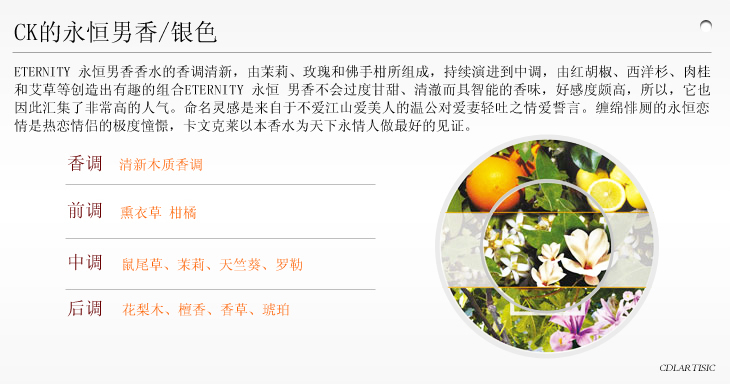 CK的永恒男香/银色
ETERNITY 永恒男香香水的香调清新，由茉莉、玫瑰和佛手柑所组成，持续演进到中调，由红胡椒、西洋杉、肉桂
和艾草等创造出有趣的组合ETERNITY 永恒 男香不会过度甘甜、清澈而具智能的香味，好感度颇高，所以，它也
因此汇集了非常高的人气。命名灵感是来自于不爱江山爱美人的温公对爱妻轻吐之情爱誓言。缠绵悱恻的永恒恋
情是热恋情侣的极度憧憬，卡文克莱以本香水为天下永情人做最好的见证。
香调 清新木质香调
前调 熏衣草 柑橘
中调 鼠尾草、茉莉、天竺葵、罗勒
后调 花梨木、檀香、香草、琥珀
CDLARTISIC